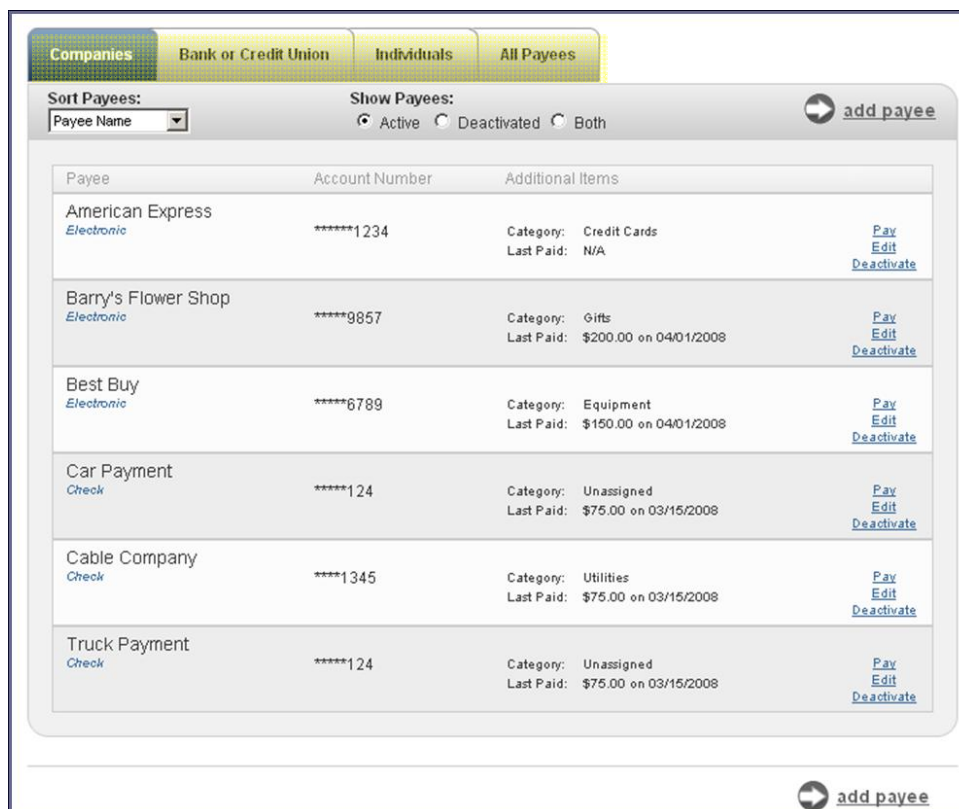 Companies Bank or Credit Union Individuals All Payees
Sort Payees: Show Payees:
Payee Name Active Deactivated Both add payee
Payee Account Number Additional Items
American Express
Electronic ******1234 Category: Credit Cards Pay
Last Paid: N/A Edit
Deactivate
Barry's Flower Shop
Electronic *****9857 Category: Gifts Pay
Last Paid: $200.00 on 04/01/2008 Edit
Deactivate
Best Buy
Electronic *****6789 Category: Equipment Pay
Last Paid: $150.00 on 04/01/2008 Edit
Deactivate
Car Payment
Check *****124 Category: Unassigned Pay
Last Paid: $75.00 on 03/15/2008 Edit
Deactivate
Cable Company
Check ****1345 Category: Utilities Pay
Last Paid: $75.00 on 03/15/2008 Edit
Deactivate
Truck Payment
Check *****124 Category: Unassigned Pay
Last Paid: $75.00 on 03/15/2008 Edit
Deactivate
add payee